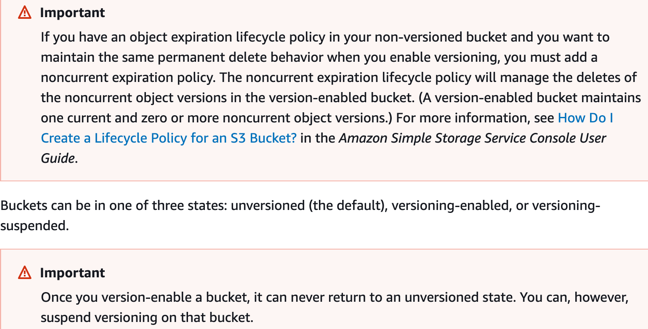 Important
If you have an object expiration lifecycle policy in your non-versioned bucket and you want to
maintain the same permanent delete behavior when you enable versioning, you must add a
noncurrent expiration policy. The noncurrent expiration lifecycle policy will manage the deletes of
the noncurrent object versions in the version-enabled bucket. (A version-enabled bucket maintains
one current and zero or more noncurrent object versions.) For more information, see How Do I
Create a Lifecycle Policy for an S3 Bucket? in the Amazon Simple Storage Service Console User
Guide.
Buckets can be in one of three states: unversioned (the default), versioning-enabled, or versioning-
suspended.
Important
Once you version-enable a bucket, it can never return to an unversioned state. You can, however,
suspend versioning on that bucket.